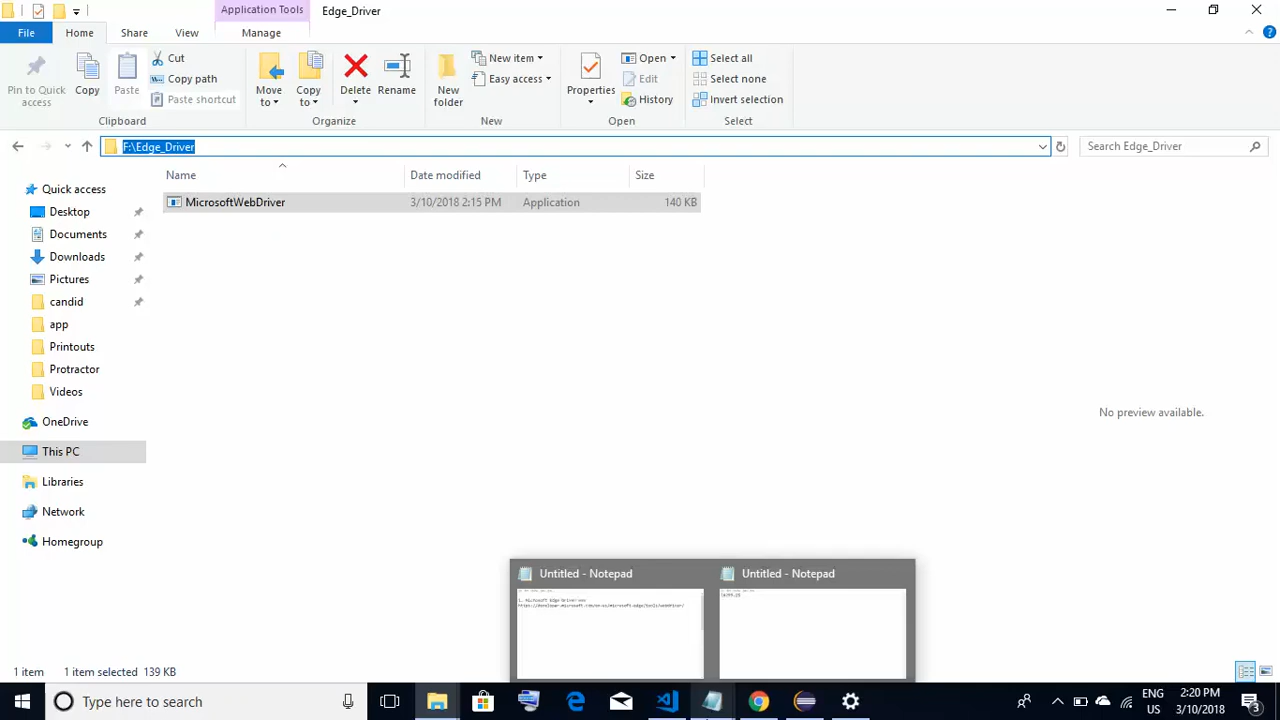 Application Tools
Edge_Driver
File
Home
Share
View
Manage
Pin to Quick access
Copy
Paste
Cut
Copy path
Paste shortcut
Clipboard
Move to
Copy to
Delete
Rename
Organize
New folder
New item
Easy access
New
Properties
Open
Edit
History
Open
Select all
Select none
Invert selection
Select
F:\Edge_Driver
Search Edge_Driver
Name
Date modified
Type
Size
MicrosoftWebDriver
3/10/2018 2:15 PM
Application
140 KB
Quick access
Desktop
Documents
Downloads
Pictures
candid
app
Printouts
Protractor
Videos
OneDrive
This PC
Libraries
Network
Homegroup
No preview available.
Untitled - Notepad
Untitled - Notepad
1 item
1 item selected
139 KB
Type here to search
ENG
US
2:20 PM
3/10/2018
3